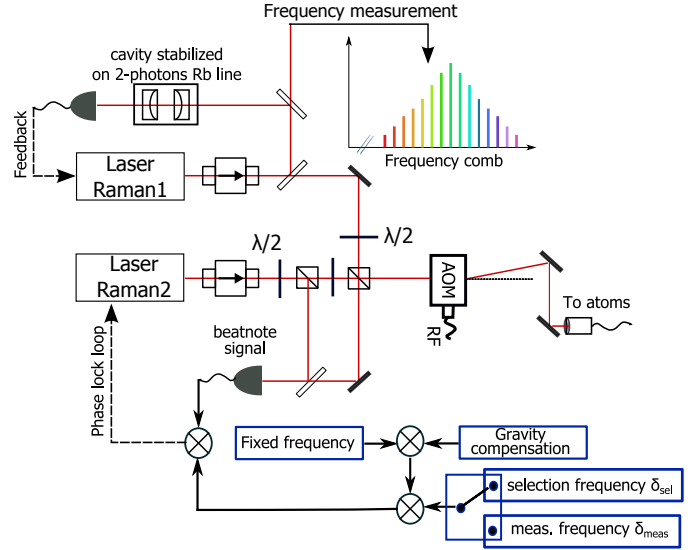 Frequency measurement
cavity stabilized
on 2-photons Rb line
Feedback
Frequency comb
Laser
Raman1
λ/2
λ/2
Laser
Raman2
AOM
RF
To atoms
beatnote
signal
Phase lock loop
Fixed frequency
Gravity
compensation
selection frequency δsel
meas. frequency δmeas